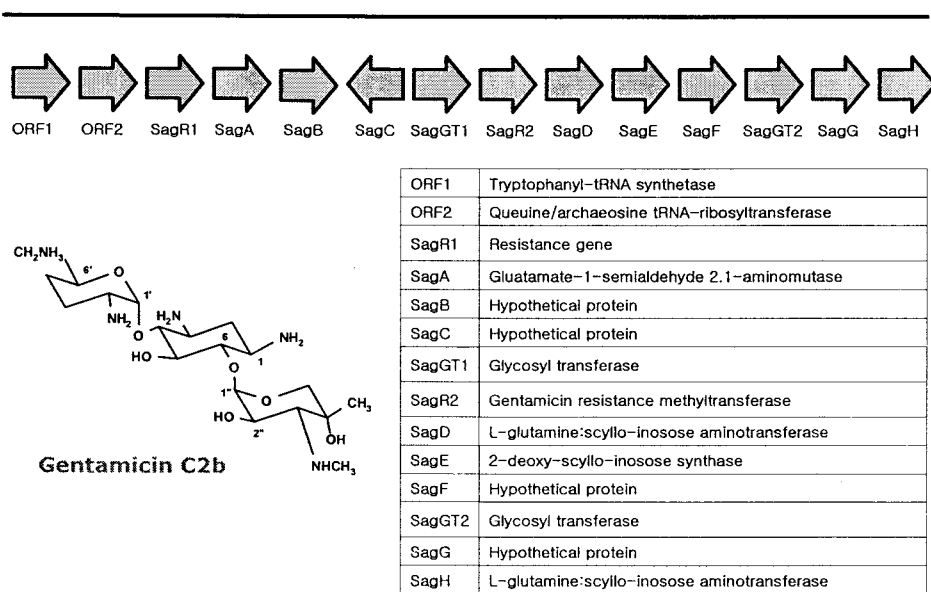 ORF1 ORF2 SagR1 SagA SagB SagC SagGT1 SagR2 SagD SagE SagF SagGT2 SagG SagH
ORF1 Tryptophanyl-tRNA synthetase
ORF2 Queuine/archaeosine tRNA-ribosyltransferase
SagR1 Resistance gene
SagA Gluatamate-1-semialdehyde 2.1-aminomutase
SagB Hypothetical protein
SagC Hypothetical protein
SagGT1 Glycosyl transferase
SagR2 Gentamicin resistance methyltransferase
SagD L-glutamine:scyllo-inosose aminotransferase
SagE 2-deoxy-scyllo-inosose synthase
SagF Hypothetical protein
SagGT2 Glycosyl transferase
SagG Hypothetical protein
SagH L-glutamine:scyllo-inosose aminotransferase
CH2NH3
6' O
1'
NH2 H2N
O 6 NH2
HO 1
O
1" O CH3
HO
2" OH
NHCH3
Gentamicin C2b